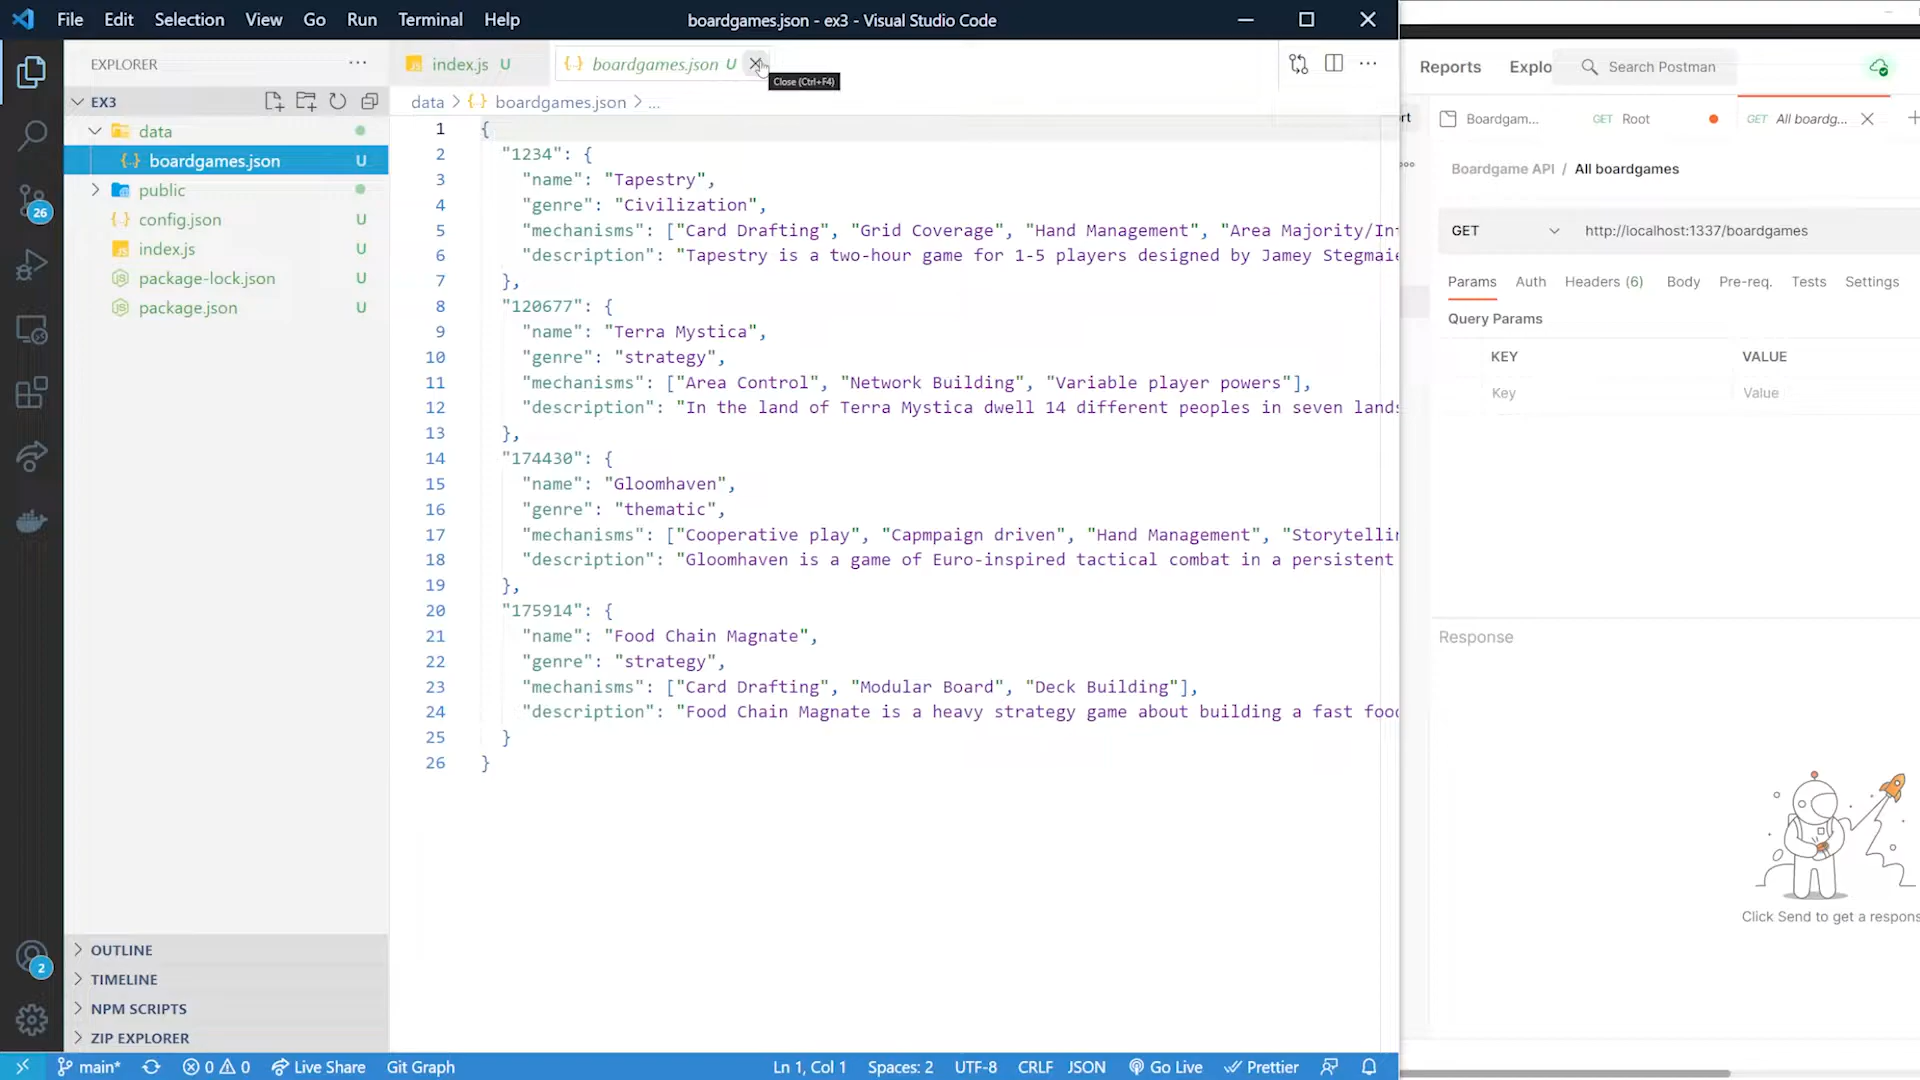 File Edit Selection View Go Run Terminal Help
boardgames.json - ex3 - Visual Studio Code
EXPLORER
EX3
data
boardgames.json U
public
config.json U
index.js U
package-lock.json U
package.json U
OUTLINE
TIMELINE
NPM SCRIPTS
ZIP EXPLORER
26
2
index.js U
boardgames.json U
Close (Ctrl+F4)
data > boardgames.json > ...
1 {
2 "1234": {
3 "name": "Tapestry",
4 "genre": "Civilization",
5 "mechanisms": ["Card Drafting", "Grid Coverage", "Hand Management", "Area Majority/In
6 "description": "Tapestry is a two-hour game for 1-5 players designed by Jamey Stegmaie
7 },
8 "120677": {
9 "name": "Terra Mystica",
10 "genre": "strategy",
11 "mechanisms": ["Area Control", "Network Building", "Variable player powers"],
12 "description": "In the land of Terra Mystica dwell 14 different peoples in seven lands
13 },
14 "174430": {
15 "name": "Gloomhaven",
16 "genre": "thematic",
17 "mechanisms": ["Cooperative play", "Capmpaign driven", "Hand Management", "Storytellin
18 "description": "Gloomhaven is a game of Euro-inspired tactical combat in a persistent
19 },
20 "175914": {
21 "name": "Food Chain Magnate",
22 "genre": "strategy",
23 "mechanisms": ["Card Drafting", "Modular Board", "Deck Building"],
24 "description": "Food Chain Magnate is a heavy strategy game about building a fast foo
25 }
26 }
main* 0 0 Live Share Git Graph
Ln 1, Col 1 Spaces: 2 UTF-8 CRLF JSON Go Live Prettier
Reports Explo Search Postman
rt
Boardgam... GET Root GET All boardg...
Boardgame API / All boardgames
GET http://localhost:1337/boardgames
Params Auth Headers (6) Body Pre-req. Tests Settings
Query Params
KEY VALUE
Key Value
Response
Click Send to get a respons